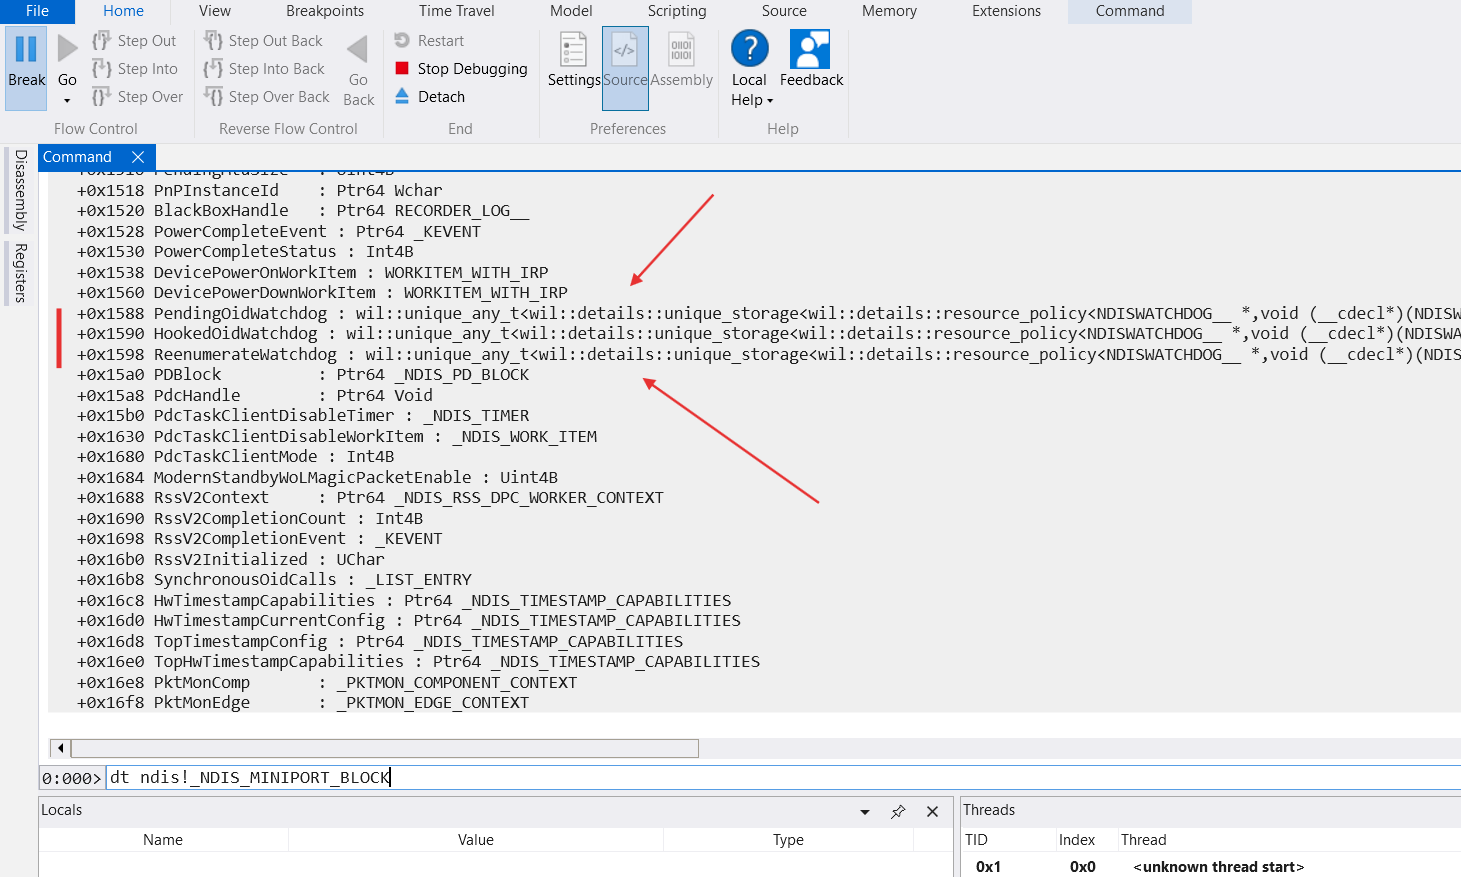 File Home View Breakpoints Time Travel Model Scripting Source Memory Extensions Command
Break
Go
Step Out
Step Into
Step Over
Flow Control
Step Out Back
Step Into Back
Step Over Back
Go Back
Reverse Flow Control
Restart
Stop Debugging
Detach
End
Settings
Source
Assembly
Preferences
Local Help
Feedback
Help
Disassembly
Registers
Command
+0x1518 PnPInstanceId : Ptr64 Wchar
+0x1520 BlackBoxHandle : Ptr64 RECORDER_LOG__
+0x1528 PowerCompleteEvent : Ptr64 _KEVENT
+0x1530 PowerCompleteStatus : Int4B
+0x1538 DevicePowerOnWorkItem : WORKITEM_WITH_IRP
+0x1560 DevicePowerDownWorkItem : WORKITEM_WITH_IRP
+0x1588 PendingOidWatchdog : wil::unique_any_t<wil::details::unique_storage<wil::details::resource_policy<NDISWATCHDOG__ *,void (__cdecl*)(NDISW
+0x1590 HookedOidWatchdog : wil::unique_any_t<wil::details::unique_storage<wil::details::resource_policy<NDISWATCHDOG__ *,void (__cdecl*)(NDISWA
+0x1598 ReenumerateWatchdog : wil::unique_any_t<wil::details::unique_storage<wil::details::resource_policy<NDISWATCHDOG__ *,void (__cdecl*)(NDIS
+0x15a0 PDBlock : Ptr64 _NDIS_PD_BLOCK
+0x15a8 PdcHandle : Ptr64 Void
+0x15b0 PdcTaskClientDisableTimer : _NDIS_TIMER
+0x1630 PdcTaskClientDisableWorkItem : _NDIS_WORK_ITEM
+0x1680 PdcTaskClientMode : Int4B
+0x1684 ModernStandbyWoLMagicPacketEnable : Uint4B
+0x1688 RssV2Context : Ptr64 _NDIS_RSS_DPC_WORKER_CONTEXT
+0x1690 RssV2CompletionCount : Int4B
+0x1698 RssV2CompletionEvent : _KEVENT
+0x16b0 RssV2Initialized : UChar
+0x16b8 SynchronousOidCalls : _LIST_ENTRY
+0x16c8 HwTimestampCapabilities : Ptr64 _NDIS_TIMESTAMP_CAPABILITIES
+0x16d0 HwTimestampCurrentConfig : Ptr64 _NDIS_TIMESTAMP_CAPABILITIES
+0x16d8 TopTimestampConfig : Ptr64 _NDIS_TIMESTAMP_CAPABILITIES
+0x16e0 TopHwTimestampCapabilities : Ptr64 _NDIS_TIMESTAMP_CAPABILITIES
+0x16e8 PktMonComp : _PKTMON_COMPONENT_CONTEXT
+0x16f8 PktMonEdge : _PKTMON_EDGE_CONTEXT
0:000> dt ndis!_NDIS_MINIPORT_BLOCK
Locals
Name Value Type
Threads
TID Index Thread
0x1 0x0 <unknown thread start>